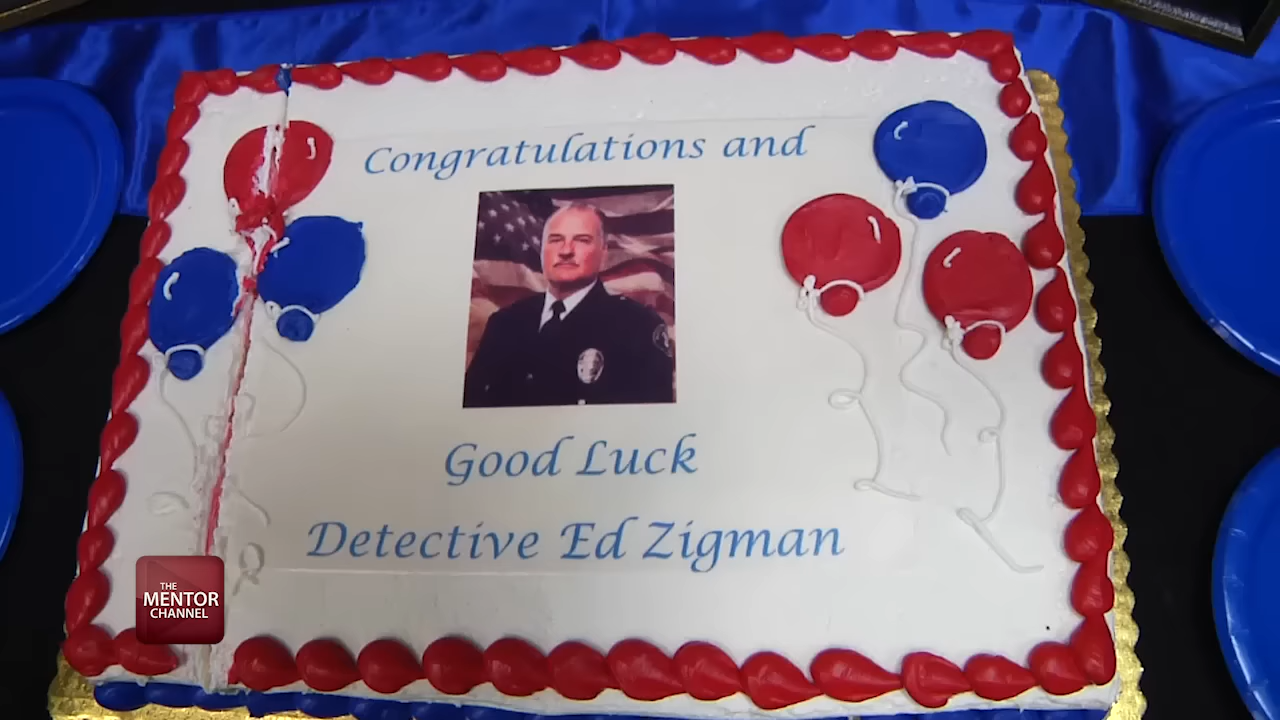 Congratulations and
Good Luck
Detective Ed Zigman
THE
MENTOR
CHANNEL